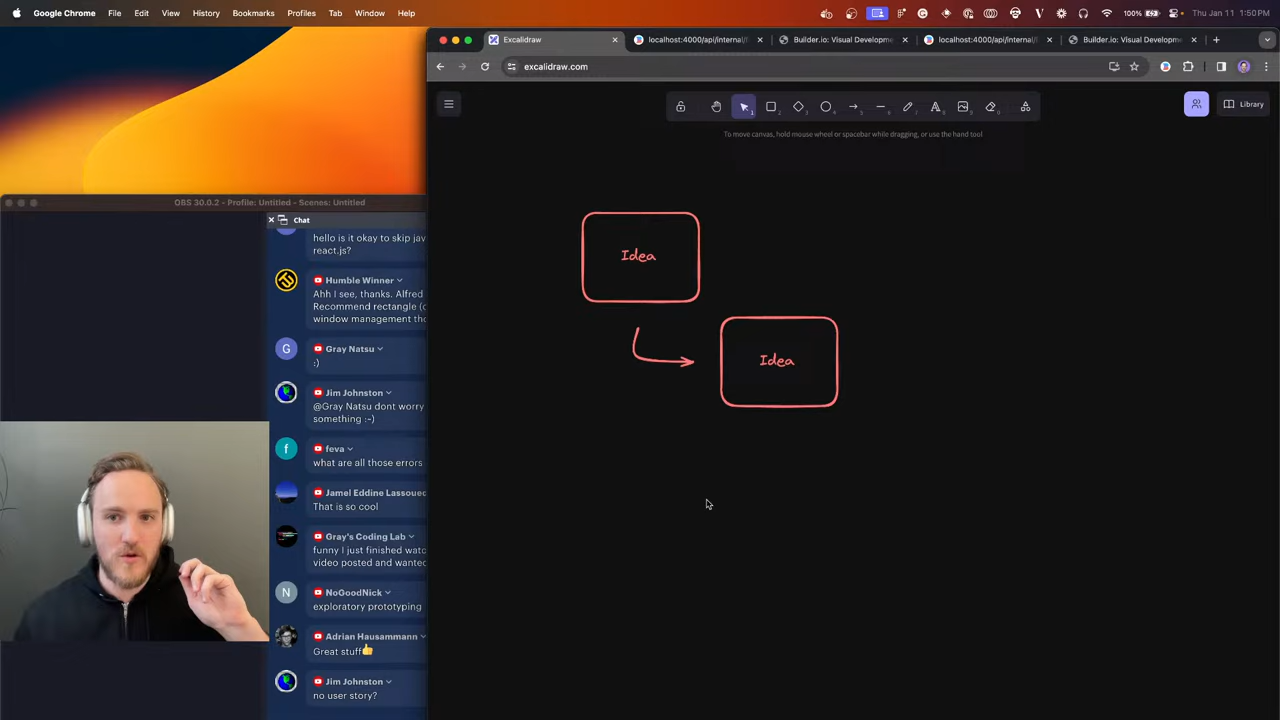 Google Chrome File Edit View History Bookmarks Profiles Tab Window Help
100% Thu Jan 11 1:50 PM
Excalidraw
localhost:4000/api/internal/f
Builder.io: Visual Developm
localhost:4000/api/internal/f
Builder.io: Visual Developm
excalidraw.com
Library
To move canvas, hold mouse wheel or spacebar while dragging, or use the hand tool
OBS 30.0.2 - Profile: Untitled - Scenes: Untitled
Chat
hello is it okay to skip jav
react.js?
Humble Winner
Ahh I see, thanks. Alfred
Recommend rectangle (
window management tho
G Gray Natsu
:)
Jim Johnston
@Gray Natsu dont worry
something :-)
f feva
what are all those errors
Jamel Eddine Lassoued
That is so cool
Gray's Coding Lab
funny I just finished watc
video posted and wanted
N NoGoodNick
exploratory prototyping
Adrian Hausammann
Great stuff👍
Jim Johnston
no user story?
Idea
Idea